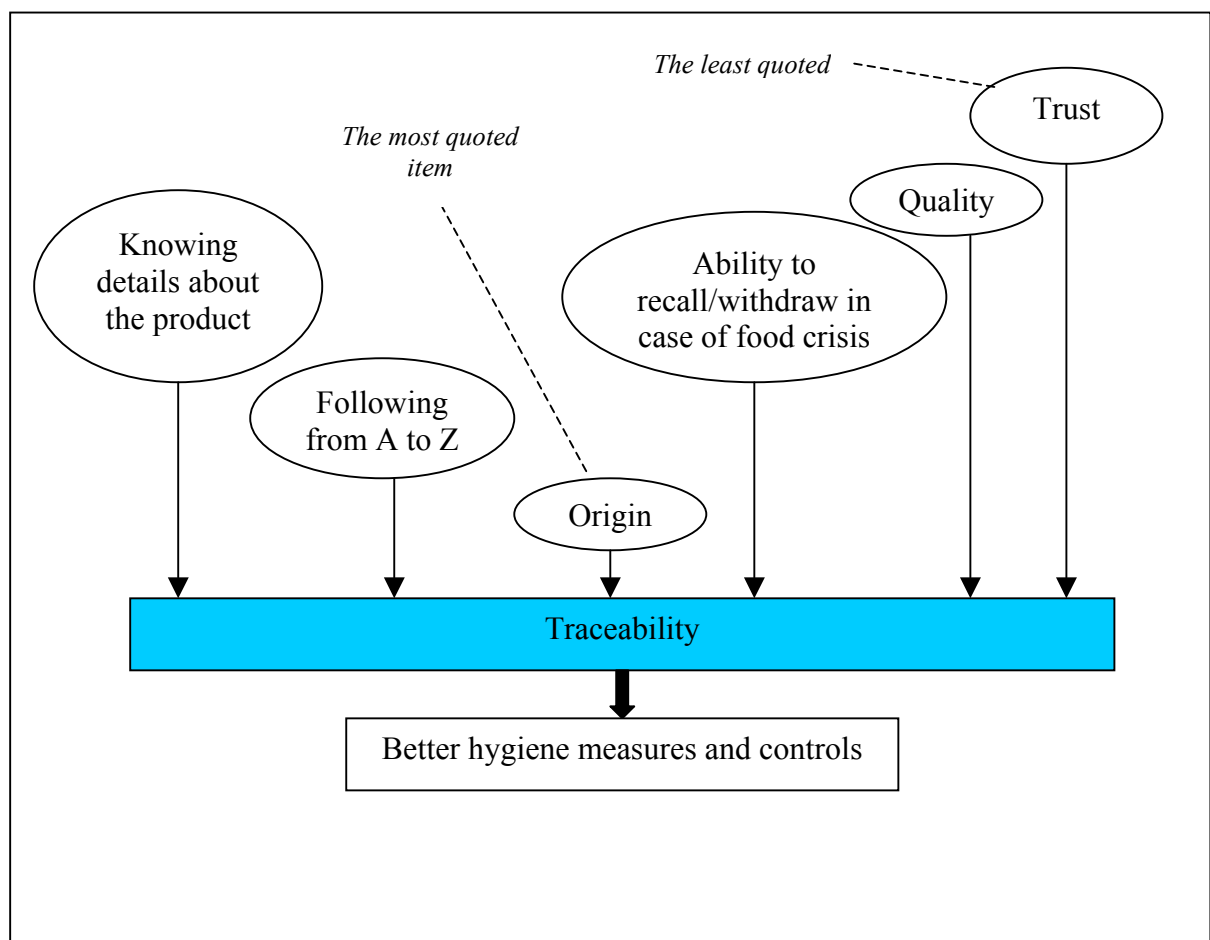 The least quoted
Trust
The most quoted
item
Quality
Knowing
details about
the product
Ability to
recall/withdraw in
case of food crisis
Following
from A to Z
Origin
Traceability
Better hygiene measures and controls